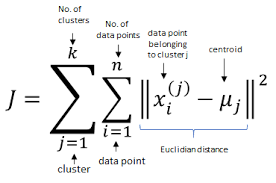 No. of
clusters
No. of
data points
data point
belonging
to cluster j
centroid
k
n
J = ∑ ∑ ‖x_i^(j) − μ_j‖²
j=1
i=1
Euclidian distance
cluster
data point